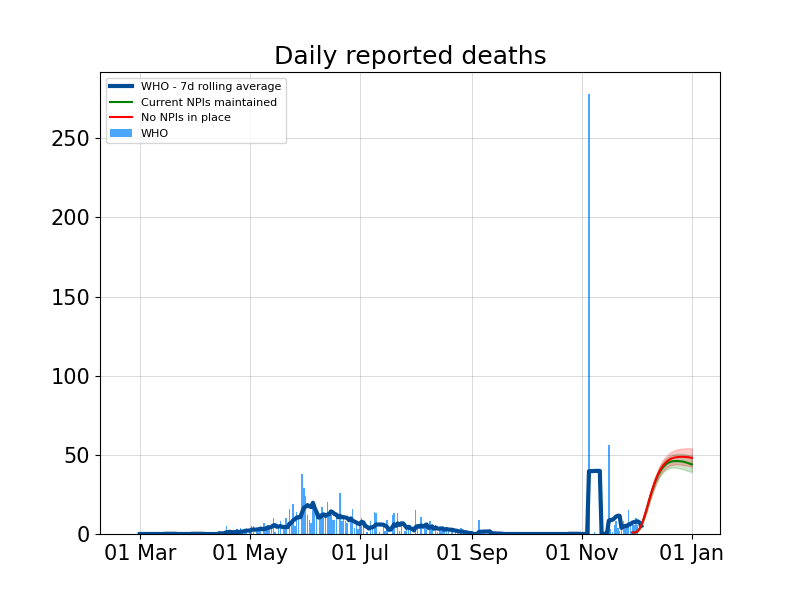 Daily reported deaths
WHO - 7d rolling average
Current NPIs maintained
No NPIs in place
WHO
250
200
150
100
50
0
01 Mar 01 May 01 Jul 01 Sep 01 Nov 01 Jan